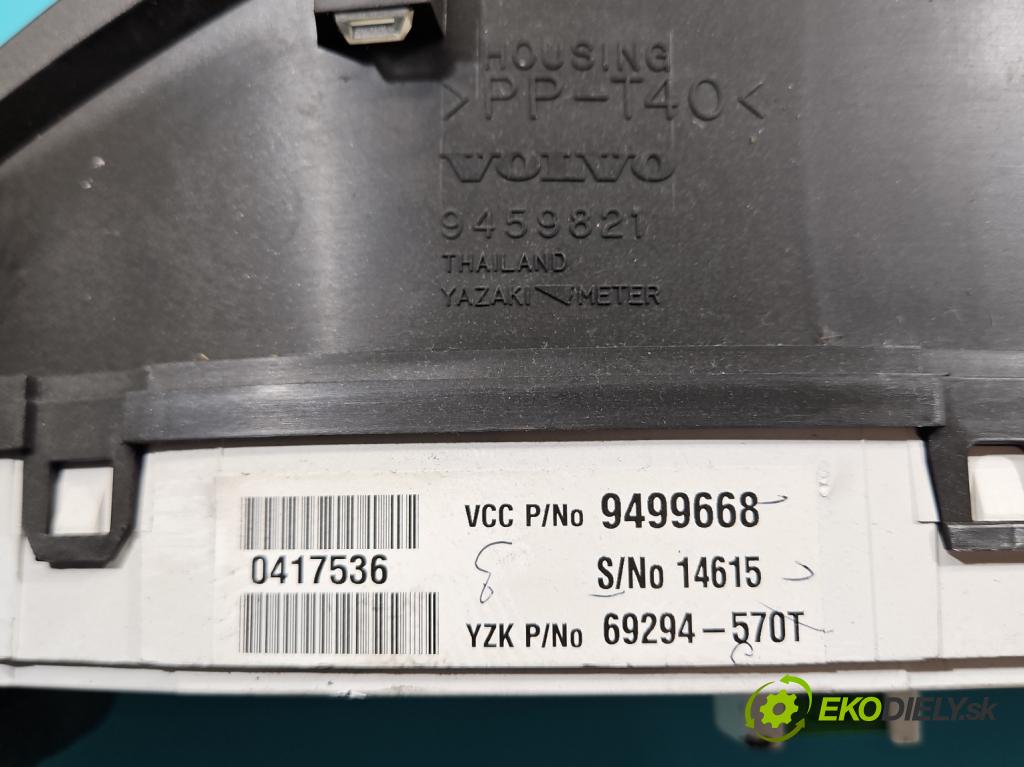 HOUSING
>PP-T40<
VOLVO
9459821
THAILAND
YAZAKI METER
VCC P/No 9499668
0417536
S/No 14615
YZK P/No 69294-570T
EKODIELY.sk